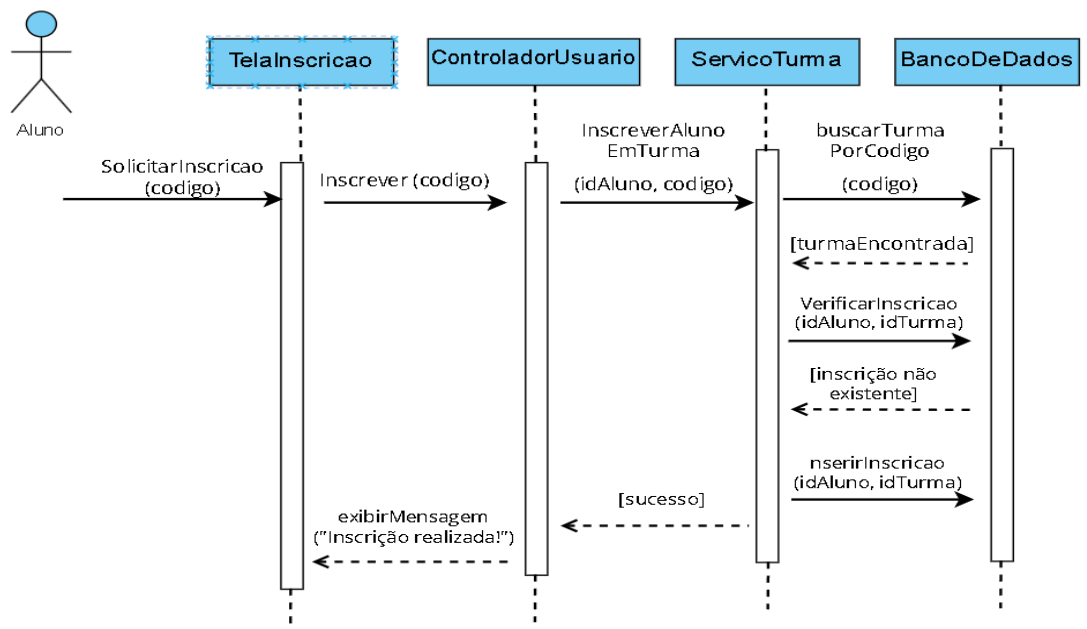 TelaInscricao
ControladorUsuario
ServicoTurma
BancoDeDados
Aluno
SolicitarInscricao
(codigo)
Inscrever (codigo)
InscreverAluno
EmTurma
(idAluno, codigo)
buscarTurma
PorCodigo
(codigo)
[turmaEncontrada]
VerificarInscricao
(idAluno, idTurma)
[inscrição não
existente]
nserirInscricao
(idAluno, idTurma)
[sucesso]
exibirMensagem
("Inscrição realizada!")